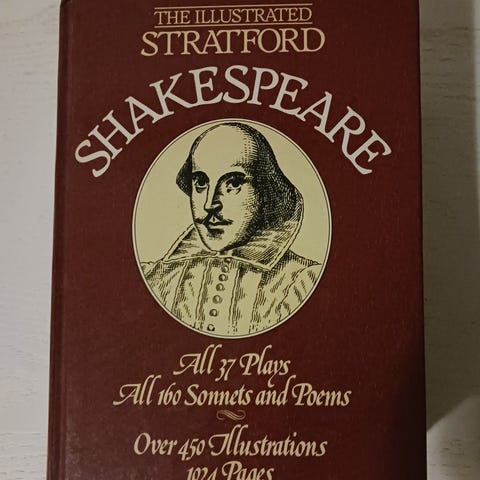 THE ILLUSTRATED
STRATFORD
SHAKESPEARE
All 37 Plays
All 160 Sonnets and Poems
Over 450 Illustrations
1024 Pages